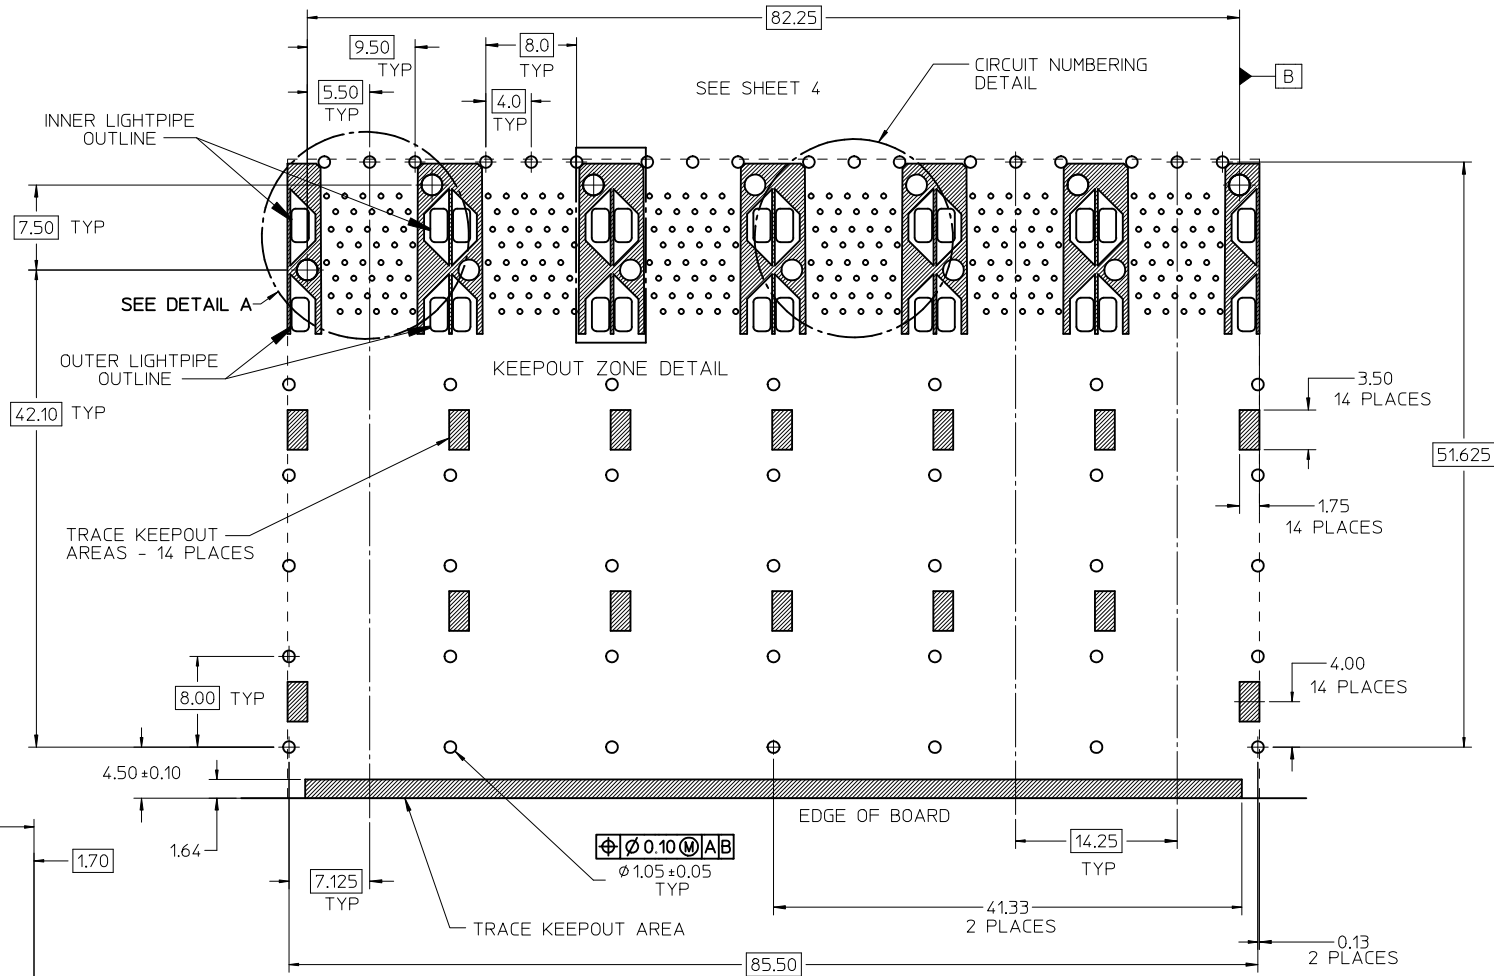 82.25
9.50
TYP
8.0
TYP
CIRCUIT NUMBERING
DETAIL
B
SEE SHEET 4
5.50
TYP
4.0
TYP
INNER LIGHTPIPE
OUTLINE
7.50 TYP
SEE DETAIL A
OUTER LIGHTPIPE
OUTLINE
KEEPOUT ZONE DETAIL
3.50
14 PLACES
42.10 TYP
51.625
1.75
14 PLACES
TRACE KEEPOUT
AREAS - 14 PLACES
4.00
14 PLACES
8.00 TYP
4.50±0.10
EDGE OF BOARD
1.64
1.70
⌖ Ø 0.10 Ⓜ A B
Ø1.05±0.05
TYP
14.25
TYP
7.125
TYP
41.33
2 PLACES
TRACE KEEPOUT AREA
0.13
2 PLACES
85.50